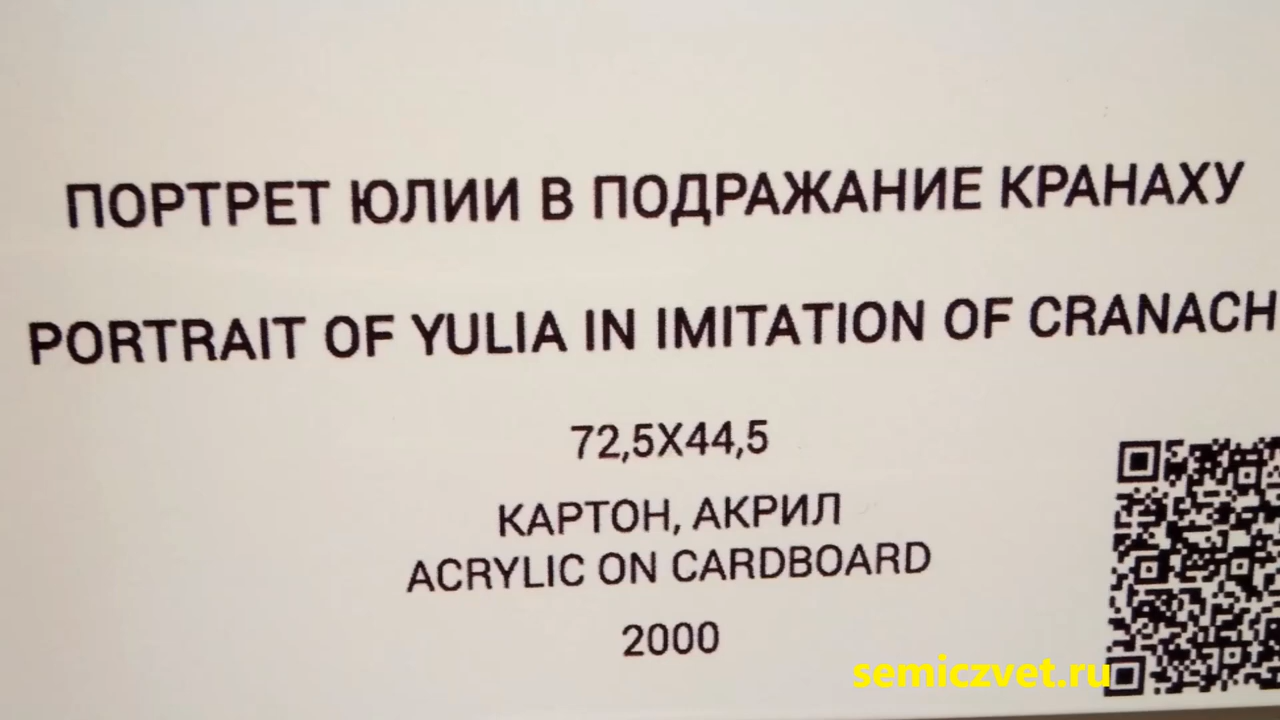 ПОРТРЕТ ЮЛИИ В ПОДРАЖАНИЕ КРАНАХУ
PORTRAIT OF YULIA IN IMITATION OF CRANACH
72,5X44,5
КАРТОН, АКРИЛ
ACRYLIC ON CARDBOARD
2000
semiczvet.ru